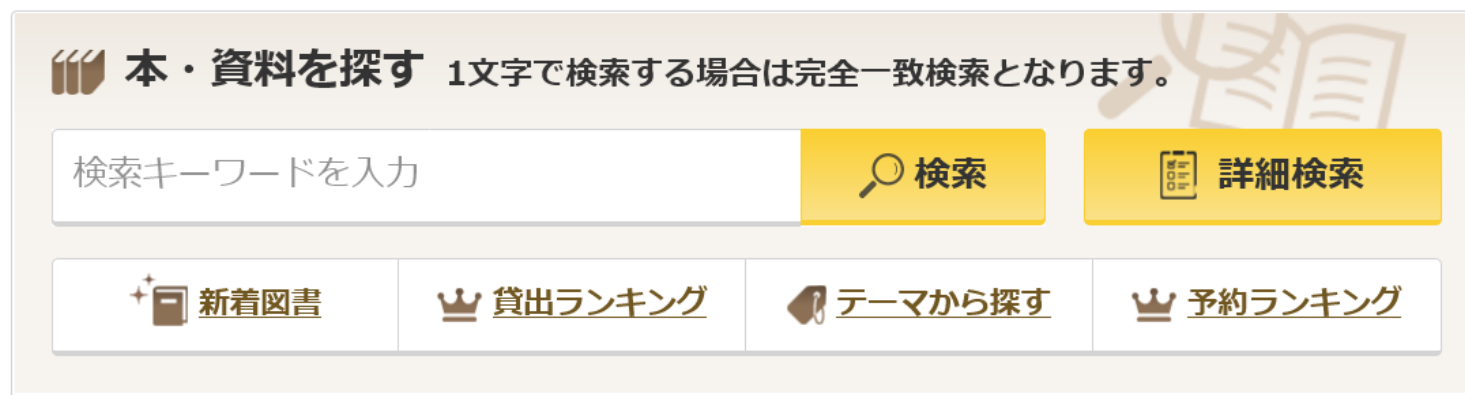 本・資料を探す 1文字で検索する場合は完全一致検索となります。
検索キーワードを入力 検索 詳細検索
新着図書 貸出ランキング テーマから探す 予約ランキング